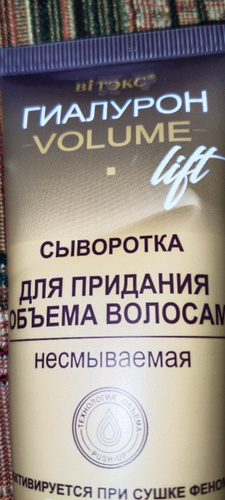 ВІТЭКС®
ГИАЛУРОН
VOLUME
lift
СЫВОРОТКА
ДЛЯ ПРИДАНИЯ
ОБЪЕМА ВОЛОСАМ
несмываемая
ТЕХНОЛОГИЯ ОБЪЕМА
PUSH-UP
АКТИВИРУЕТСЯ ПРИ СУШКЕ ФЕНОМ